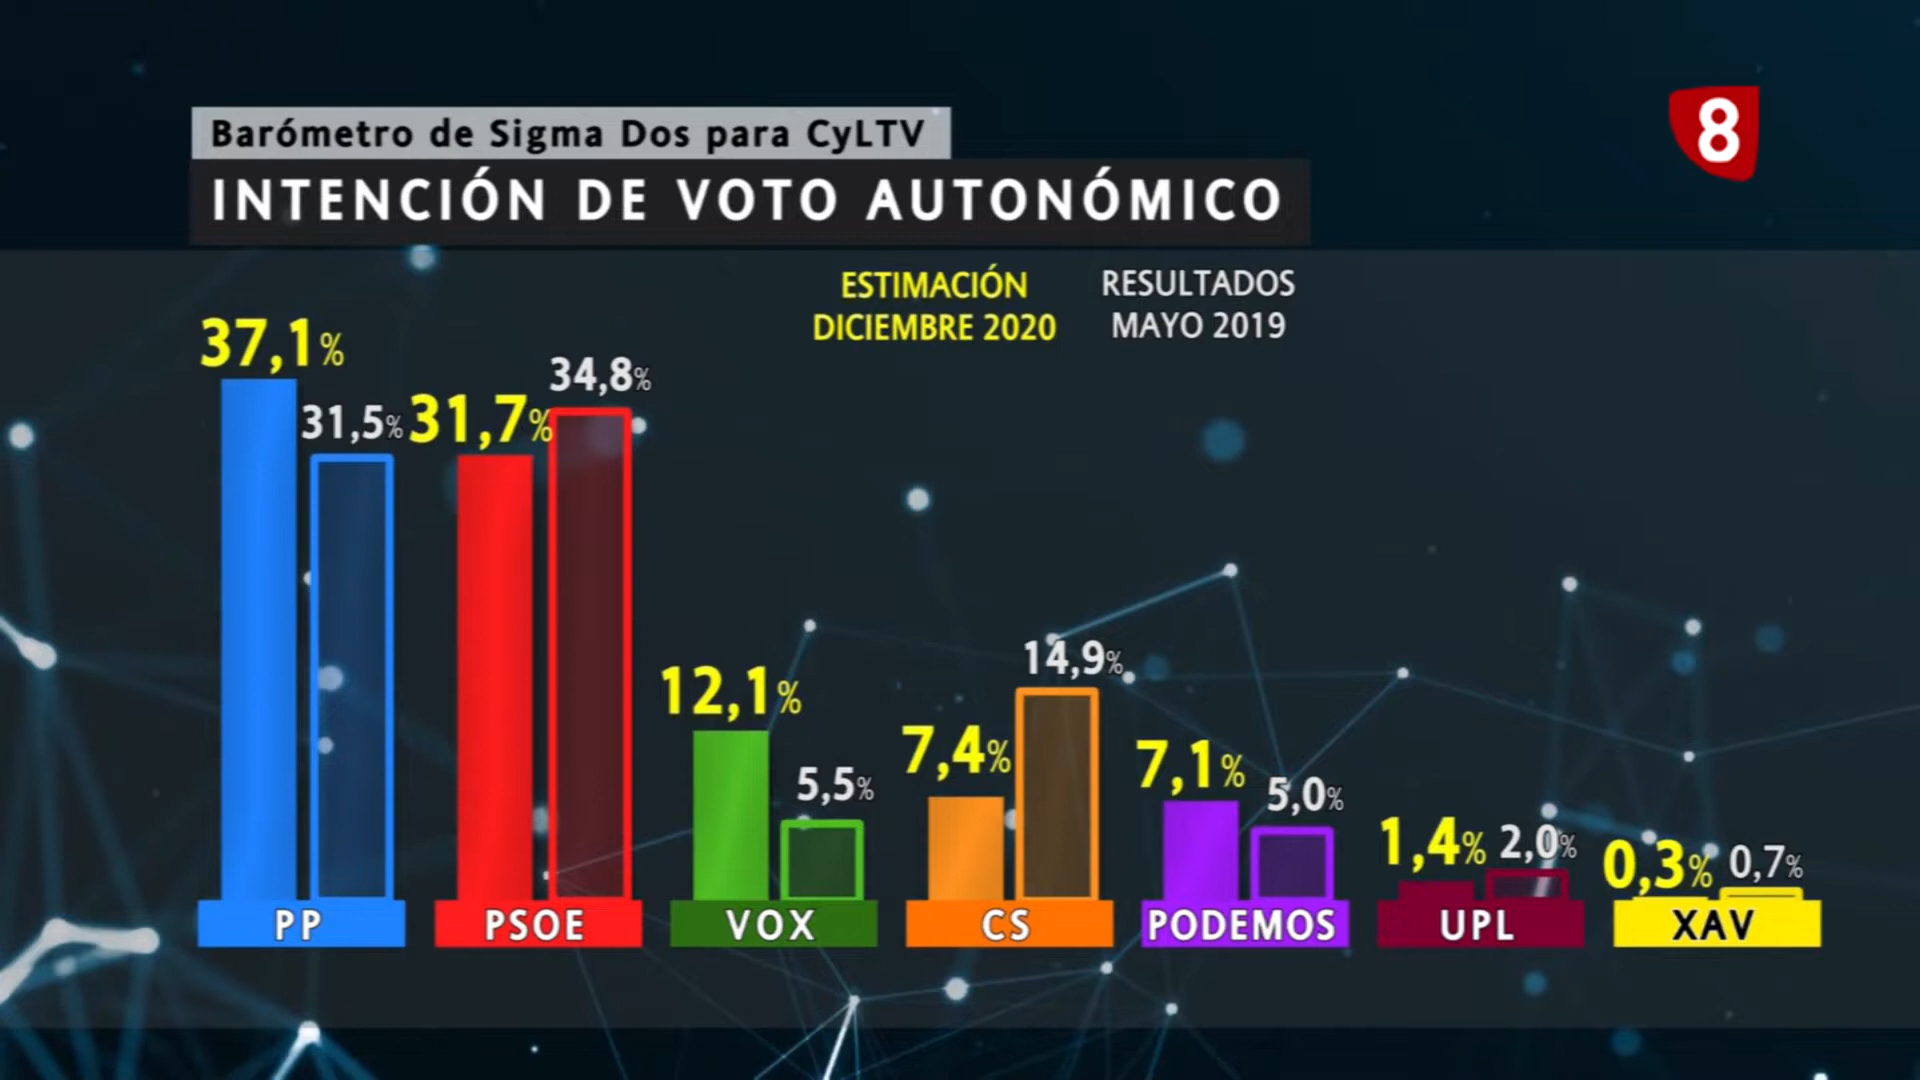 Barómetro de Sigma Dos para CyLTV
8
INTENCIÓN DE VOTO AUTONÓMICO
ESTIMACIÓN
DICIEMBRE 2020
RESULTADOS
MAYO 2019
37,1%
31,5%
31,7%
34,8%
12,1%
5,5%
7,4%
14,9%
7,1%
5,0%
1,4%
2,0%
0,3%
0,7%
PP
PSOE
VOX
CS
PODEMOS
UPL
XAV